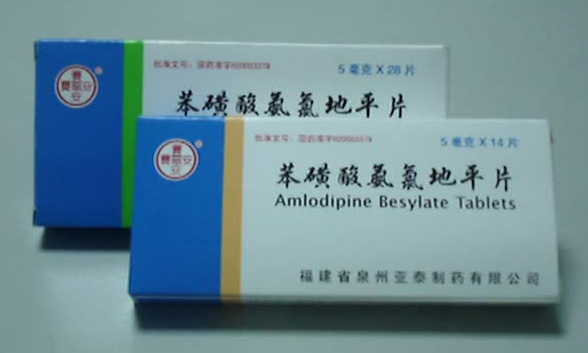 5毫克X28片
苯磺酸氨氯地平片
5毫克X14片
苯磺酸氨氯地平片
Amlodipine Besylate Tablets
福建省泉州亚泰制药有限公司